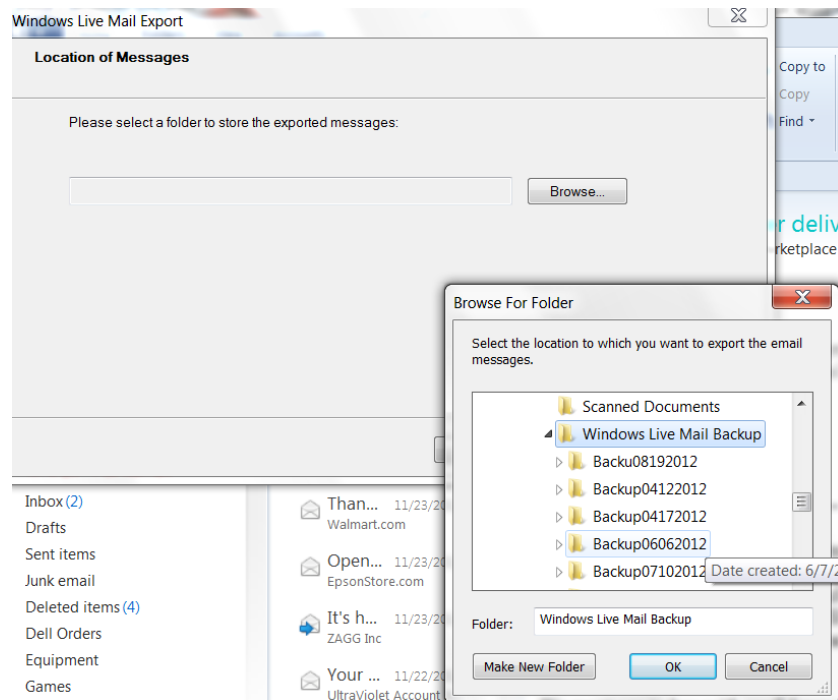 Windows Live Mail Export
Location of Messages
Copy to
Copy
Find
Please select a folder to store the exported messages:
Browse...
Browse For Folder
Select the location to which you want to export the email
messages.
Scanned Documents
Windows Live Mail Backup
Backu08192012
Backup04122012
Backup04172012
Backup06062012
Backup07102012
Date created: 6/7/2
Folder: Windows Live Mail Backup
Make New Folder OK Cancel
Inbox (2)
Drafts
Sent items
Junk email
Deleted items (4)
Dell Orders
Equipment
Games
Than... 11/23/20
Walmart.com
Open... 11/23/20
EpsonStore.com
It's h... 11/23/20
ZAGG Inc
Your ... 11/22/20
UltraViolet Account